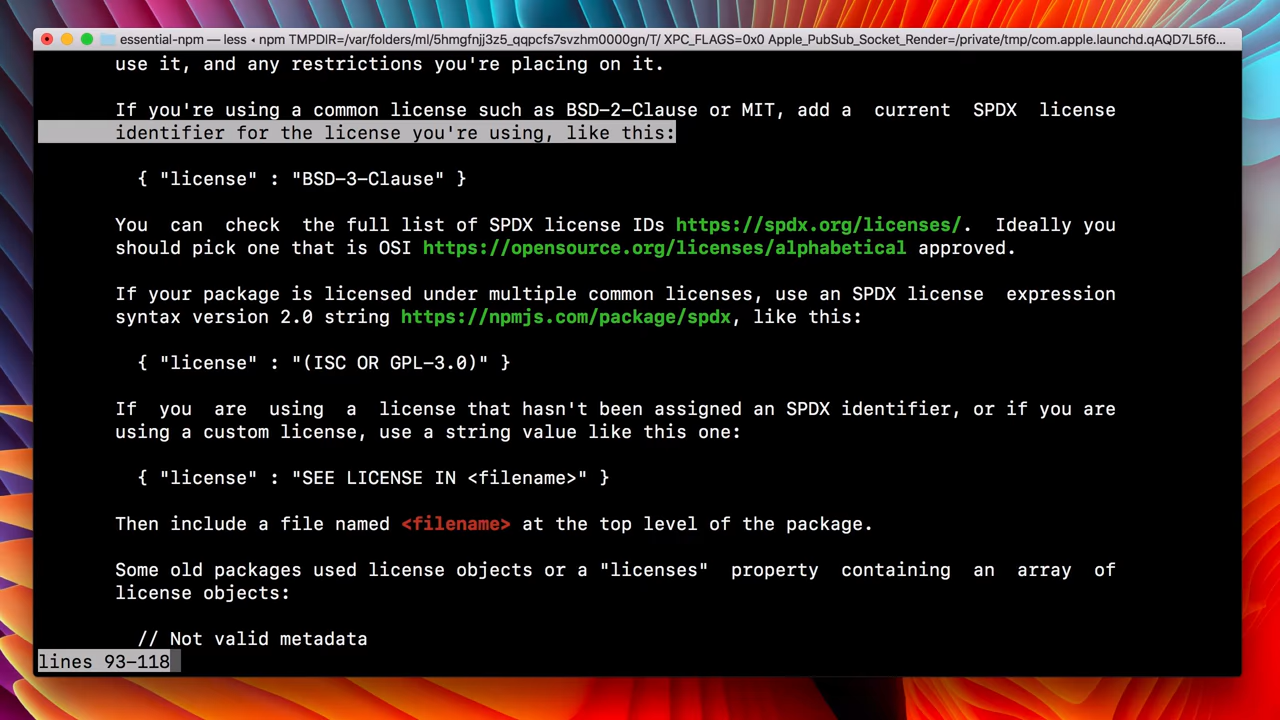 essential-npm — less ◂ npm TMPDIR=/var/folders/ml/5hmgfnjj3z5_qqpcfs7svzhm0000gn/T/ XPC_FLAGS=0x0 Apple_PubSub_Socket_Render=/private/tmp/com.apple.launchd.qAQD7L5f6…
use it, and any restrictions you're placing on it.
If you're using a common license such as BSD-2-Clause or MIT, add a current SPDX license
identifier for the license you're using, like this:
{ "license" : "BSD-3-Clause" }
You can check the full list of SPDX license IDs https://spdx.org/licenses/. Ideally you
should pick one that is OSI https://opensource.org/licenses/alphabetical approved.
If your package is licensed under multiple common licenses, use an SPDX license expression
syntax version 2.0 string https://npmjs.com/package/spdx, like this:
{ "license" : "(ISC OR GPL-3.0)" }
If you are using a license that hasn't been assigned an SPDX identifier, or if you are
using a custom license, use a string value like this one:
{ "license" : "SEE LICENSE IN <filename>" }
Then include a file named <filename> at the top level of the package.
Some old packages used license objects or a "licenses" property containing an array of
license objects:
// Not valid metadata
lines 93-118